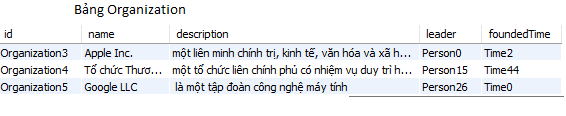 Bảng Organization
id name description leader foundedTime
Organization3 Apple Inc. một liên minh chính trị, kinh tế, văn hóa và xã h... Person0 Time2
Organization4 Tổ chức Thươ... một tổ chức liên chính phủ có nhiệm vụ duy trì h... Person15 Time44
Organization5 Google LLC là một tập đoàn công nghệ máy tính Person26 Time0